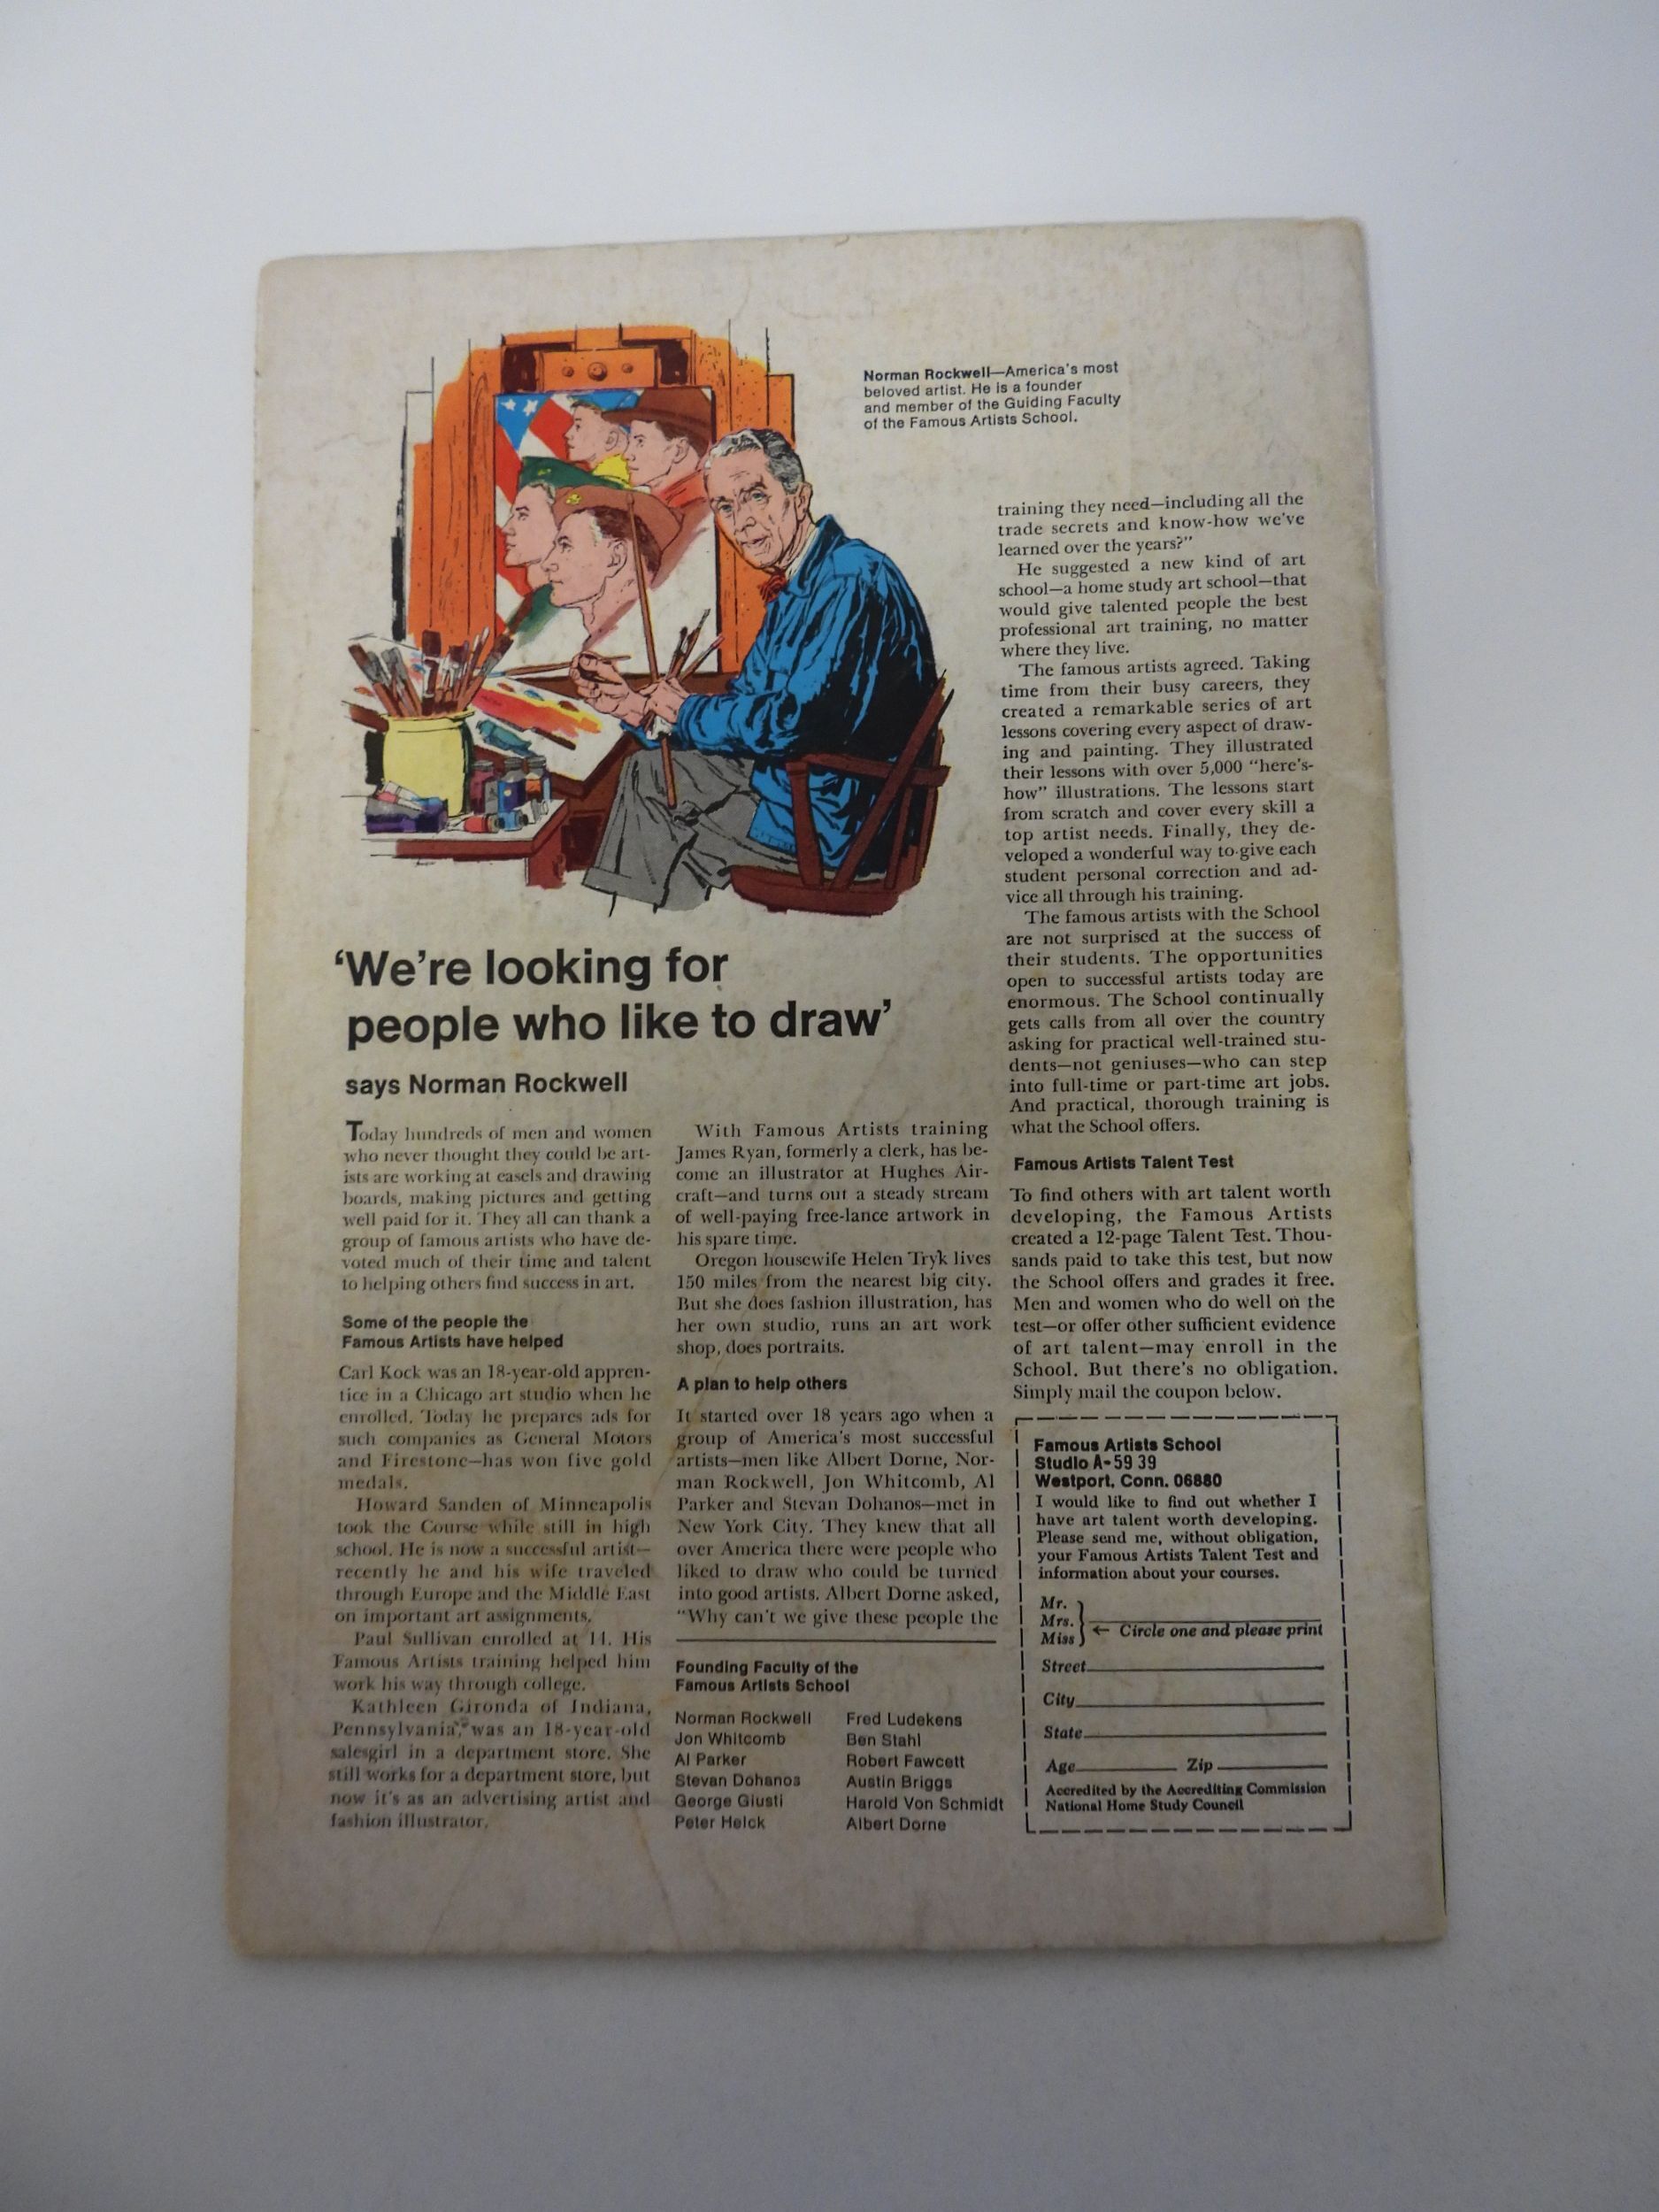 Norman Rockwell—America's most
beloved artist. He is a founder
and member of the Guiding Faculty
of the Famous Artists School.
'We're looking for
people who like to draw'
says Norman Rockwell
Today hundreds of men and women
who never thought they could be art-
ists are working at easels and drawing
boards, making pictures and getting
well paid for it. They all can thank a
group of famous artists who have de-
voted much of their time and talent
to helping others find success in art.
Some of the people the
Famous Artists have helped
Carl Kock was an 18-year-old appren-
tice in a Chicago art studio when he
enrolled. Today he prepares ads for
such companies as General Motors
and Firestone—has won five gold
medals.
Howard Sanden of Minneapolis
took the Course while still in high
school. He is now a successful artist—
recently he and his wife traveled
through Europe and the Middle East
on important art assignments.
Paul Sullivan enrolled at 14. His
Famous Artists training helped him
work his way through college.
Kathleen Gironda of Indiana,
Pennsylvania, was an 18-year-old
salesgirl in a department store. She
still works for a department store, but
now it's as an advertising artist and
fashion illustrator.
With Famous Artists training
James Ryan, formerly a clerk, has be-
come an illustrator at Hughes Air-
craft—and turns out a steady stream
of well-paying free-lance artwork in
his spare time.
Oregon housewife Helen Tryk lives
150 miles from the nearest big city.
But she does fashion illustration, has
her own studio, runs an art work
shop, does portraits.
A plan to help others
It started over 18 years ago when a
group of America's most successful
artists—men like Albert Dorne, Nor-
man Rockwell, Jon Whitcomb, Al
Parker and Stevan Dohanos—met in
New York City. They knew that all
over America there were people who
liked to draw who could be turned
into good artists. Albert Dorne asked,
"Why can't we give these people the
training they need—including all the
trade secrets and know-how we've
learned over the years?"
He suggested a new kind of art
school—a home study art school—that
would give talented people the best
professional art training, no matter
where they live.
The famous artists agreed. Taking
time from their busy careers, they
created a remarkable series of art
lessons covering every aspect of draw-
ing and painting. They illustrated
their lessons with over 5,000 "here's-
how" illustrations. The lessons start
from scratch and cover every skill a
top artist needs. Finally, they de-
veloped a wonderful way to give each
student personal correction and ad-
vice all through his training.
The famous artists with the School
are not surprised at the success of
their students. The opportunities
open to successful artists today are
enormous. The School continually
gets calls from all over the country
asking for practical well-trained stu-
dents—not geniuses—who can step
into full-time or part-time art jobs.
And practical, thorough training is
what the School offers.
Famous Artists Talent Test
To find others with art talent worth
developing, the Famous Artists
created a 12-page Talent Test. Thou-
sands paid to take this test, but now
the School offers and grades it free.
Men and women who do well on the
test—or offer other sufficient evidence
of art talent—may enroll in the
School. But there's no obligation.
Simply mail the coupon below.
Founding Faculty of the
Famous Artists School
Norman Rockwell
Jon Whitcomb
Al Parker
Stevan Dohanos
George Giusti
Peter Helck
Fred Ludekens
Ben Stahl
Robert Fawcett
Austin Briggs
Harold Von Schmidt
Albert Dorne
Famous Artists School
Studio A-59 39
Westport, Conn. 06880
I would like to find out whether I
have art talent worth developing.
Please send me, without obligation,
your Famous Artists Talent Test and
information about your courses.
Mr.
Mrs.
Miss
← Circle one and please print
Street
City
State
Age Zip
Accredited by the Accrediting Commission
National Home Study Council